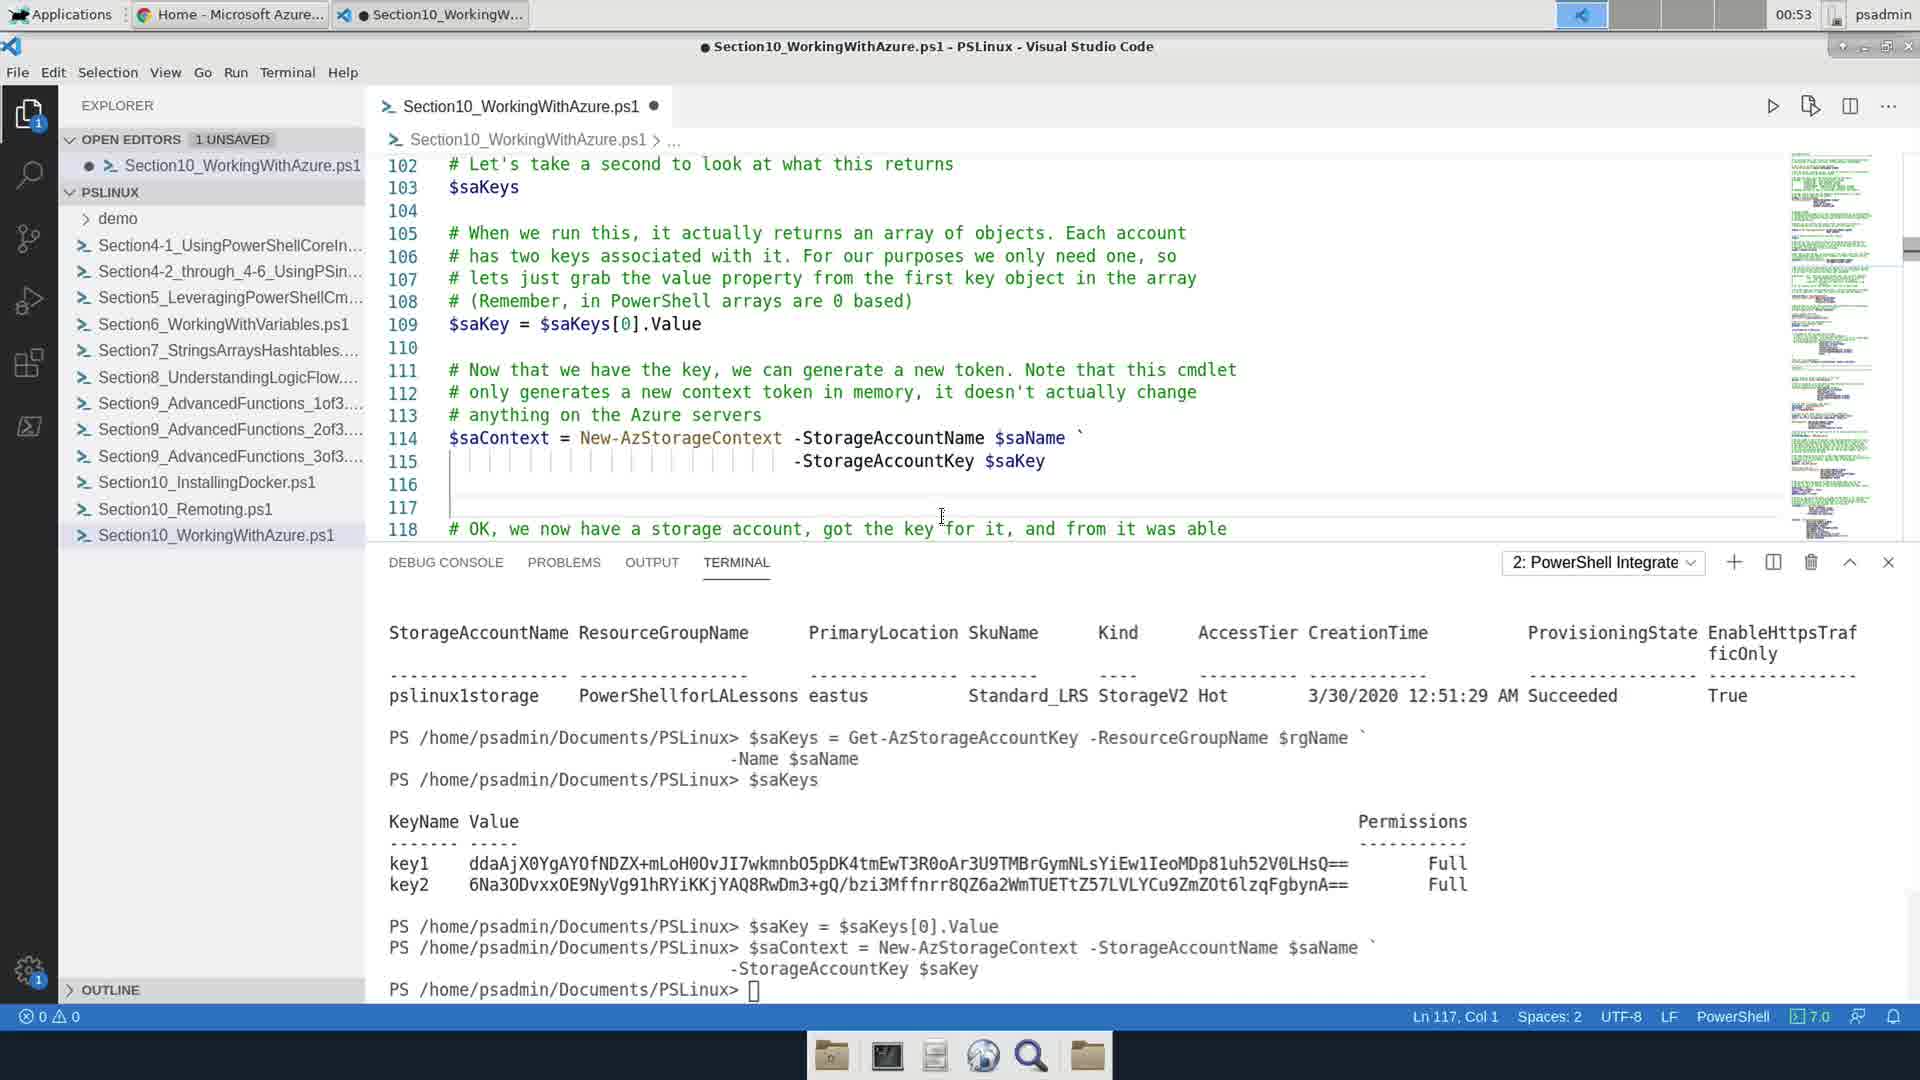 Applications
Home - Microsoft Azure...
Section10_WorkingW...
00:53
psadmin
Section10_WorkingWithAzure.ps1 - PSLinux - Visual Studio Code
File Edit Selection View Go Run Terminal Help
EXPLORER
OPEN EDITORS 1 UNSAVED
Section10_WorkingWithAzure.ps1
PSLINUX
demo
Section4-1_UsingPowerShellCoreIn...
Section4-2_through_4-6_UsingPSin...
Section5_LeveragingPowerShellCm...
Section6_WorkingWithVariables.ps1
Section7_StringsArraysHashtables....
Section8_UnderstandingLogicFlow....
Section9_AdvancedFunctions_1of3....
Section9_AdvancedFunctions_2of3....
Section9_AdvancedFunctions_3of3....
Section10_InstallingDocker.ps1
Section10_Remoting.ps1
Section10_WorkingWithAzure.ps1
OUTLINE
1
1
Section10_WorkingWithAzure.ps1
Section10_WorkingWithAzure.ps1 > ...
102 # Let's take a second to look at what this returns
103 $saKeys
104
105 # When we run this, it actually returns an array of objects. Each account
106 # has two keys associated with it. For our purposes we only need one, so
107 # lets just grab the value property from the first key object in the array
108 # (Remember, in PowerShell arrays are 0 based)
109 $saKey = $saKeys[0].Value
110
111 # Now that we have the key, we can generate a new token. Note that this cmdlet
112 # only generates a new context token in memory, it doesn't actually change
113 # anything on the Azure servers
114 $saContext = New-AzStorageContext -StorageAccountName $saName `
115 -StorageAccountKey $saKey
116
117
118 # OK, we now have a storage account, got the key for it, and from it was able
DEBUG CONSOLE PROBLEMS OUTPUT TERMINAL
2: PowerShell Integrate
StorageAccountName ResourceGroupName PrimaryLocation SkuName Kind AccessTier CreationTime ProvisioningState EnableHttpsTraf
ficOnly
------------------ ----------------- --------------- ------- ---- ---------- ------------ ----------------- ---------------
pslinux1storage PowerShellforLALessons eastus Standard_LRS StorageV2 Hot 3/30/2020 12:51:29 AM Succeeded True
PS /home/psadmin/Documents/PSLinux> $saKeys = Get-AzStorageAccountKey -ResourceGroupName $rgName `
-Name $saName
PS /home/psadmin/Documents/PSLinux> $saKeys
KeyName Value Permissions
------- ----- -----------
key1 ddaAjX0YgAYOfNDZX+mLoH0OvJI7wkmnbO5pDK4tmEwT3R0oAr3U9TMBrGymNLsYiEw1IeoMDp81uh52V0LHsQ== Full
key2 6Na3ODvxxOE9NyVg91hRYiKKjYAQ8RwDm3+gQ/bzi3Mffnrr8QZ6a2WmTUETtZ57LVLYCu9ZmZOt6lzqFgbynA== Full
PS /home/psadmin/Documents/PSLinux> $saKey = $saKeys[0].Value
PS /home/psadmin/Documents/PSLinux> $saContext = New-AzStorageContext -StorageAccountName $saName `
-StorageAccountKey $saKey
PS /home/psadmin/Documents/PSLinux>
0 0
Ln 117, Col 1 Spaces: 2 UTF-8 LF PowerShell 7.0